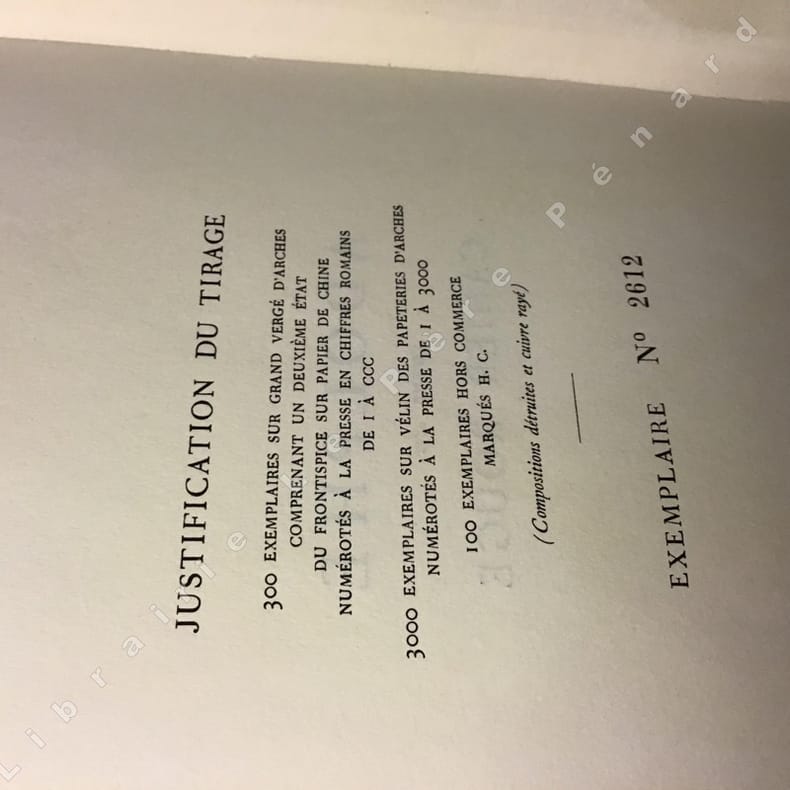 JUSTIFICATION DU TIRAGE
300 EXEMPLAIRES SUR GRAND VERGÉ D'ARCHES
COMPRENANT UN DEUXIÈME ÉTAT
DU FRONTISPICE SUR PAPIER DE CHINE
NUMÉROTÉS À LA PRESSE EN CHIFFRES ROMAINS
DE I À CCC
3000 EXEMPLAIRES SUR VÉLIN DES PAPETERIES D'ARCHES
NUMÉROTÉS À LA PRESSE DE I À 3000
100 EXEMPLAIRES HORS COMMERCE
MARQUÉS H. C.
(Compositions détruites et cuivre rayé)
EXEMPLAIRE Nº 2612
Librairie le Père Pénard